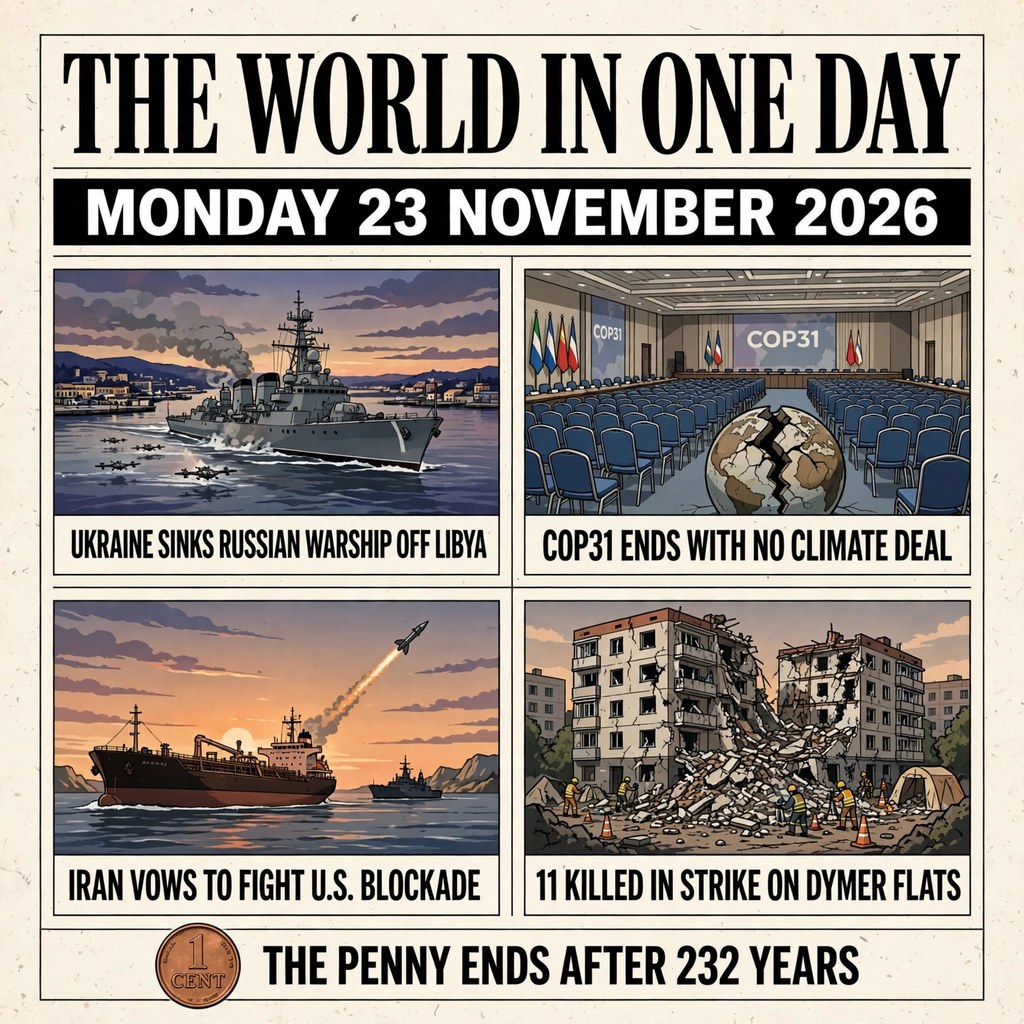 THE WORLD IN ONE DAY
MONDAY 23 NOVEMBER 2026
COP31
COP31
UKRAINE SINKS RUSSIAN WARSHIP OFF LIBYA
COP31 ENDS WITH NO CLIMATE DEAL
IRAN VOWS TO FIGHT U.S. BLOCKADE
11 KILLED IN STRIKE ON DYMER FLATS
1
CENT
THE PENNY ENDS AFTER 232 YEARS